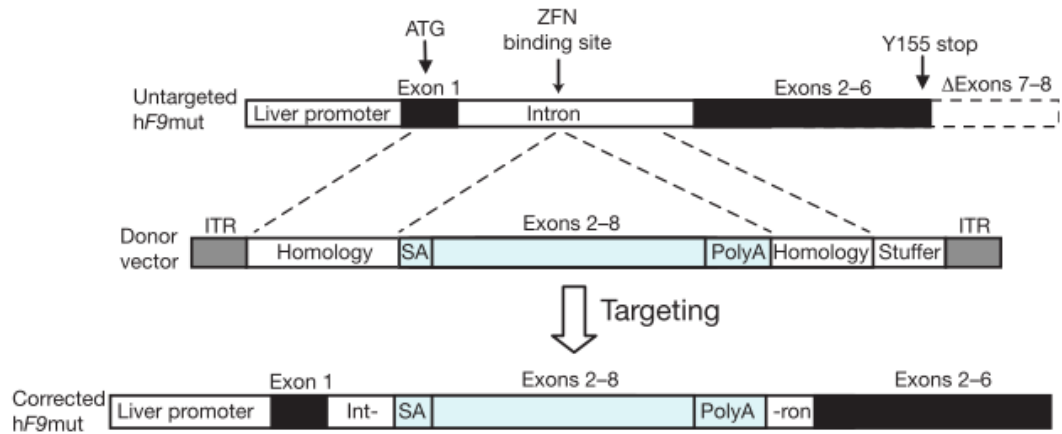 ATG
ZFN
binding site
Y155 stop
Exon 1
Exons 2–6
ΔExons 7–8
Untargeted
hF9mut
Liver promoter
Intron
ITR
Exons 2–8
ITR
Donor
vector
Homology
SA
PolyA
Homology
Stuffer
Targeting
Exon 1
Exons 2–8
Exons 2–6
Corrected
hF9mut
Liver promoter
Int-
SA
PolyA
-ron